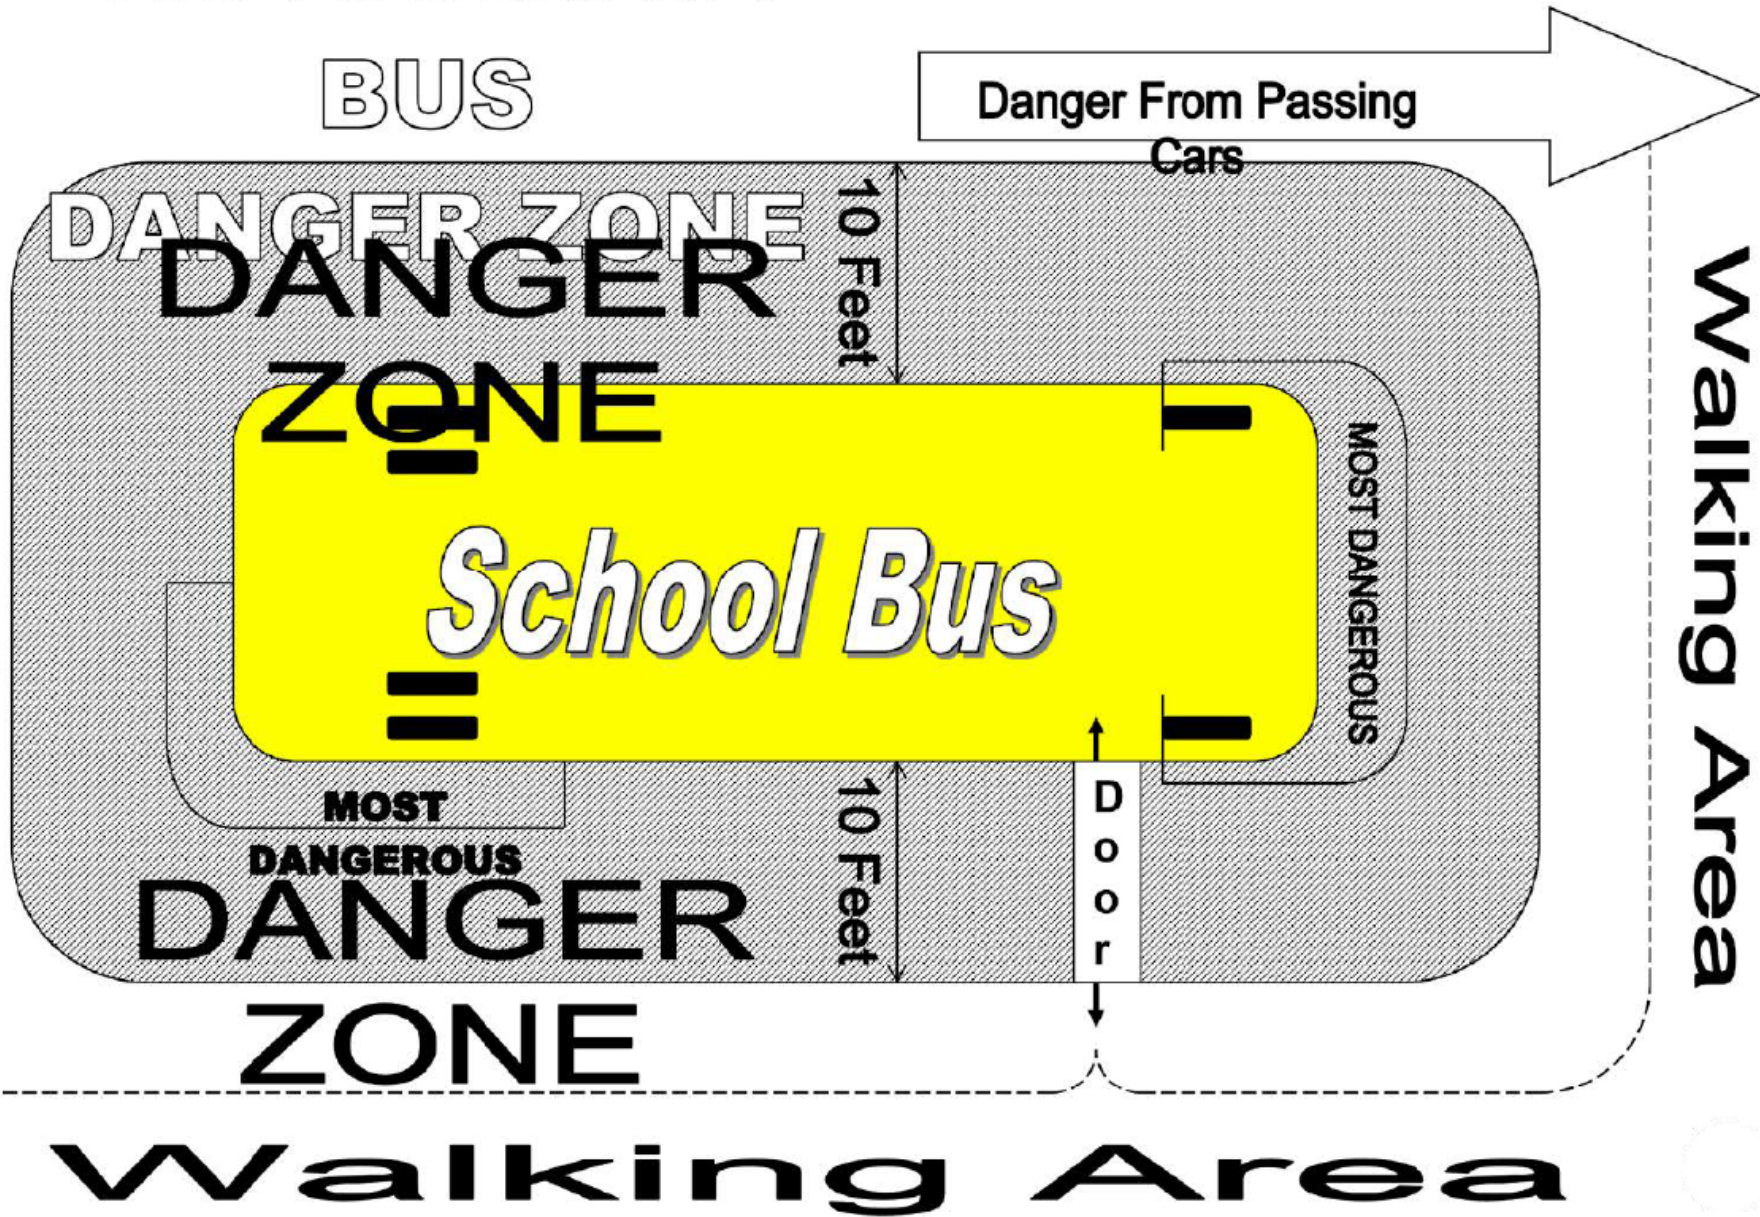 BUS
DANGER ZONE
Danger From Passing
Cars
DANGER
ZONE
10 Feet
School Bus
MOST DANGEROUS
Walking Area
MOST
DANGEROUS
DANGER
ZONE
10 Feet
Door
Walking Area